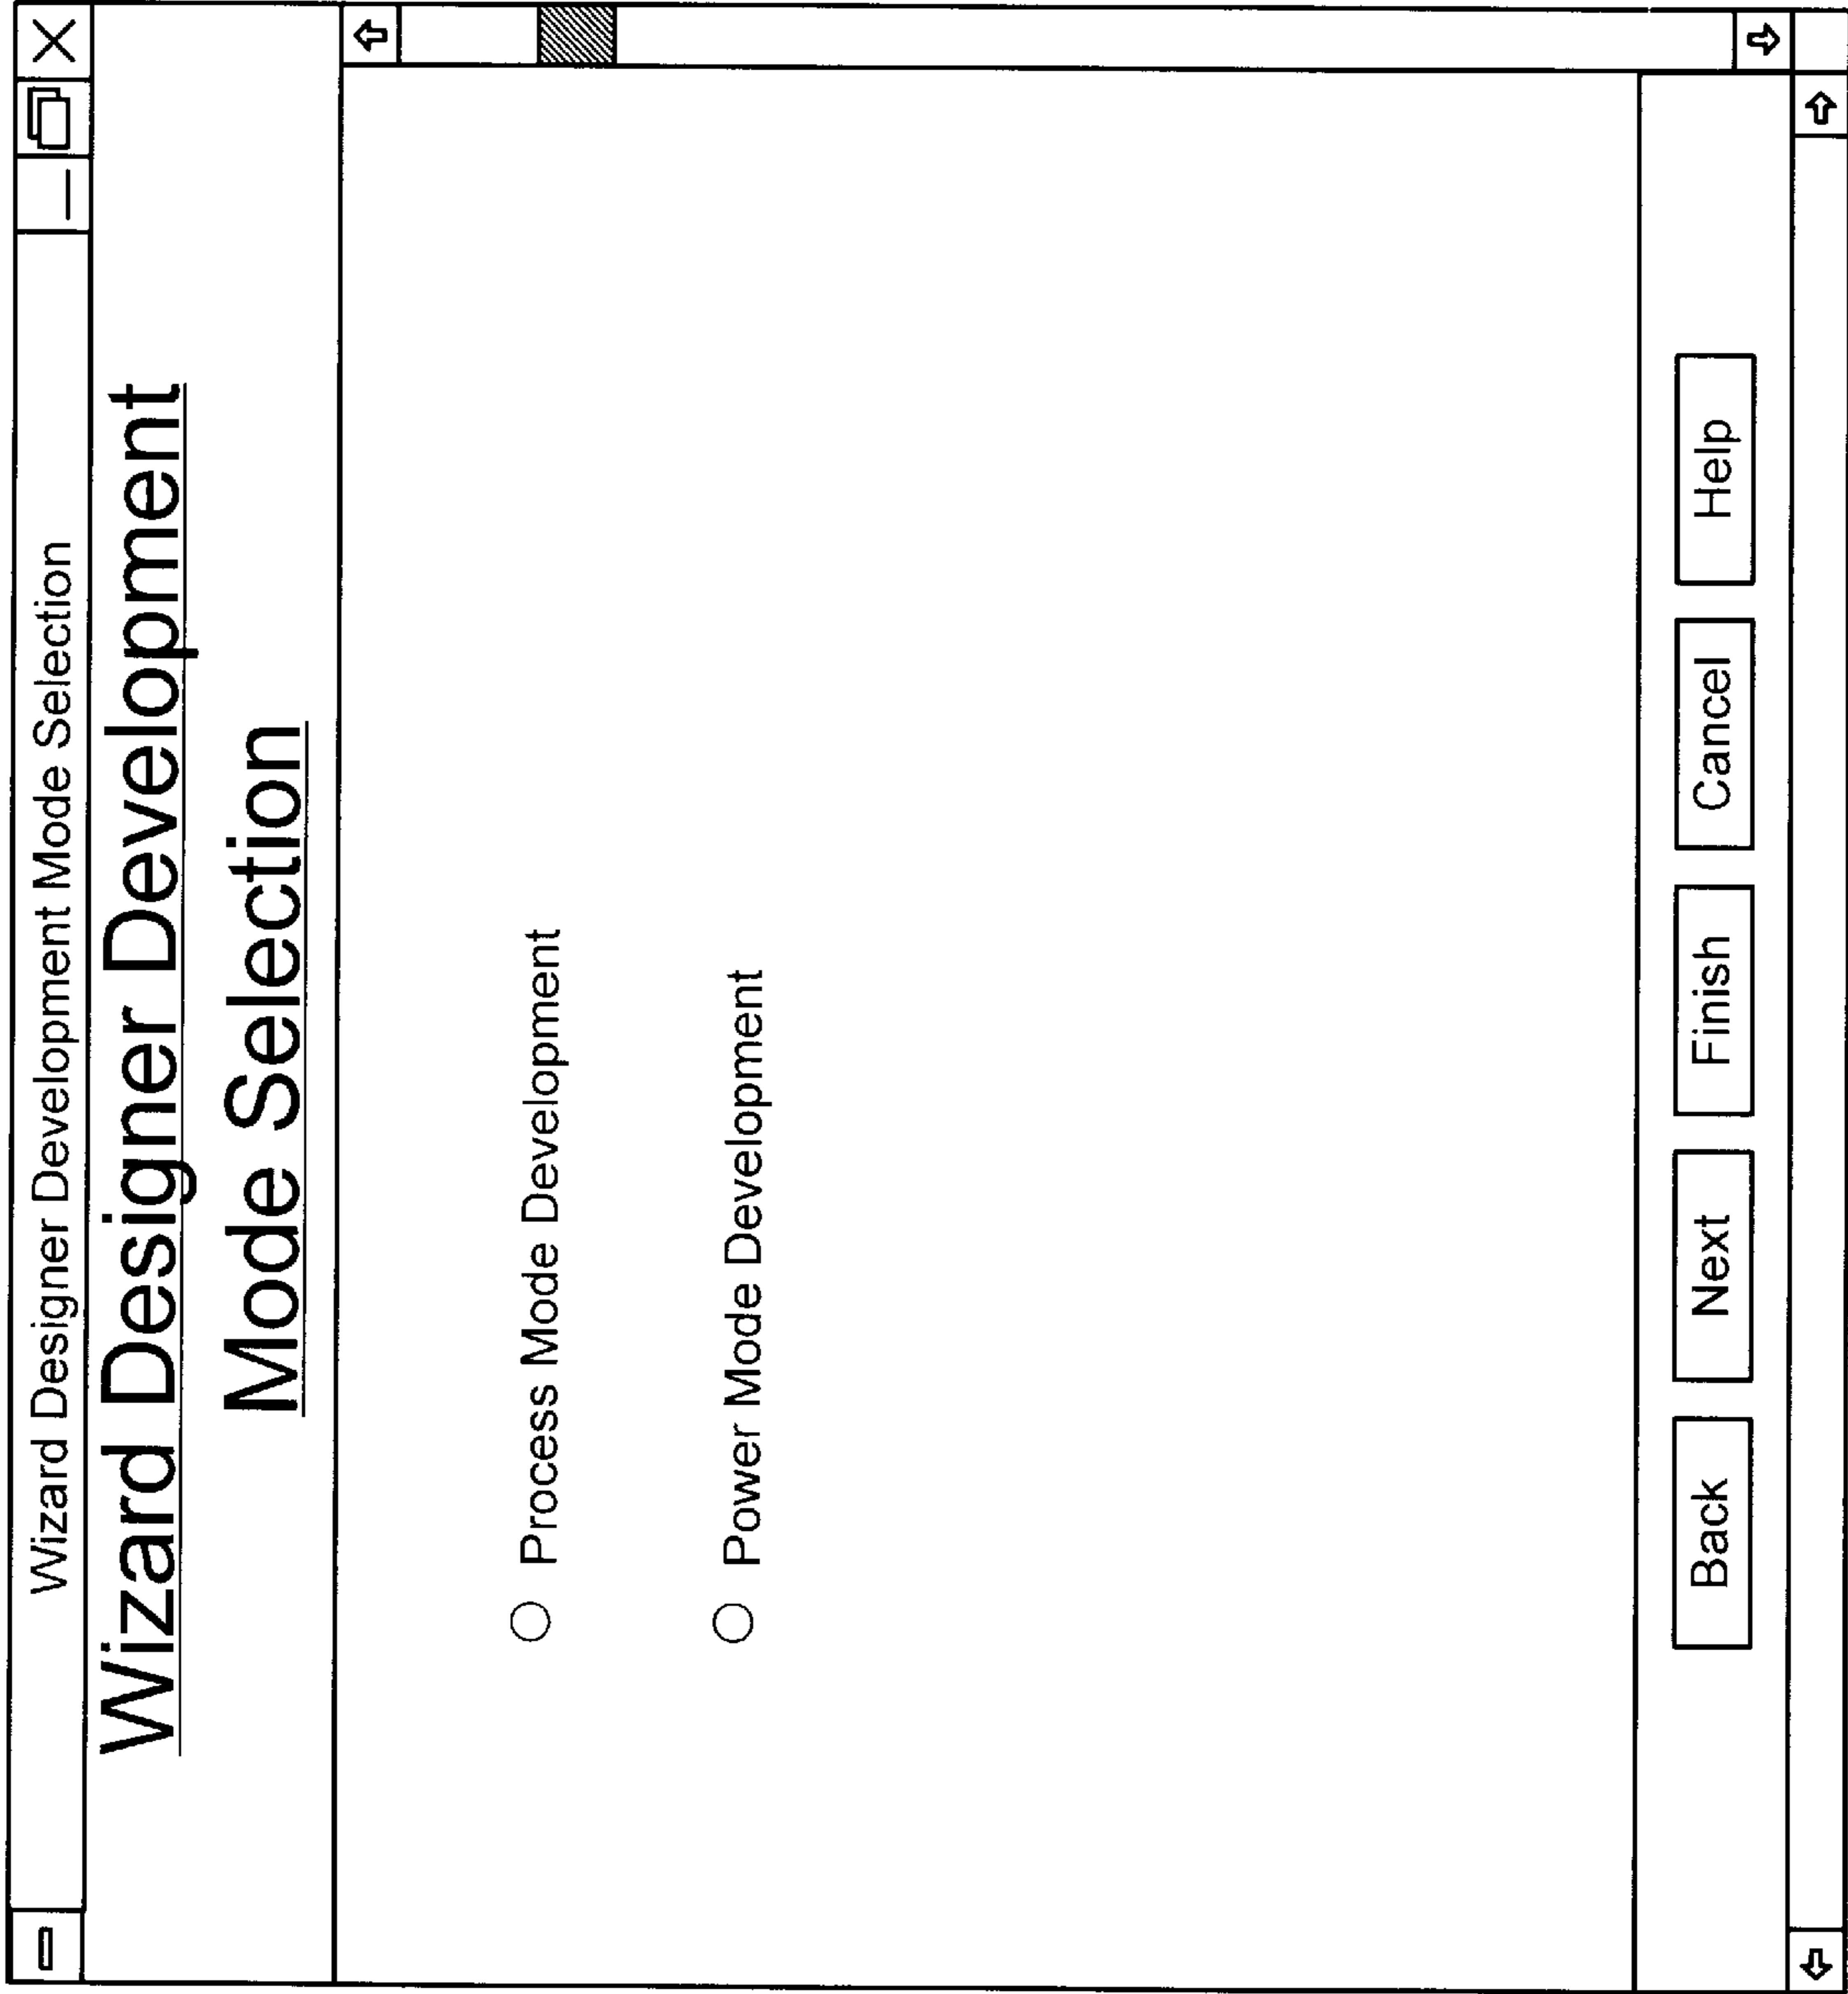 Wizard Designer Development Mode Selection
Wizard Designer Development
Mode Selection
Process Mode Development
Power Mode Development
Back Next Finish Cancel Help